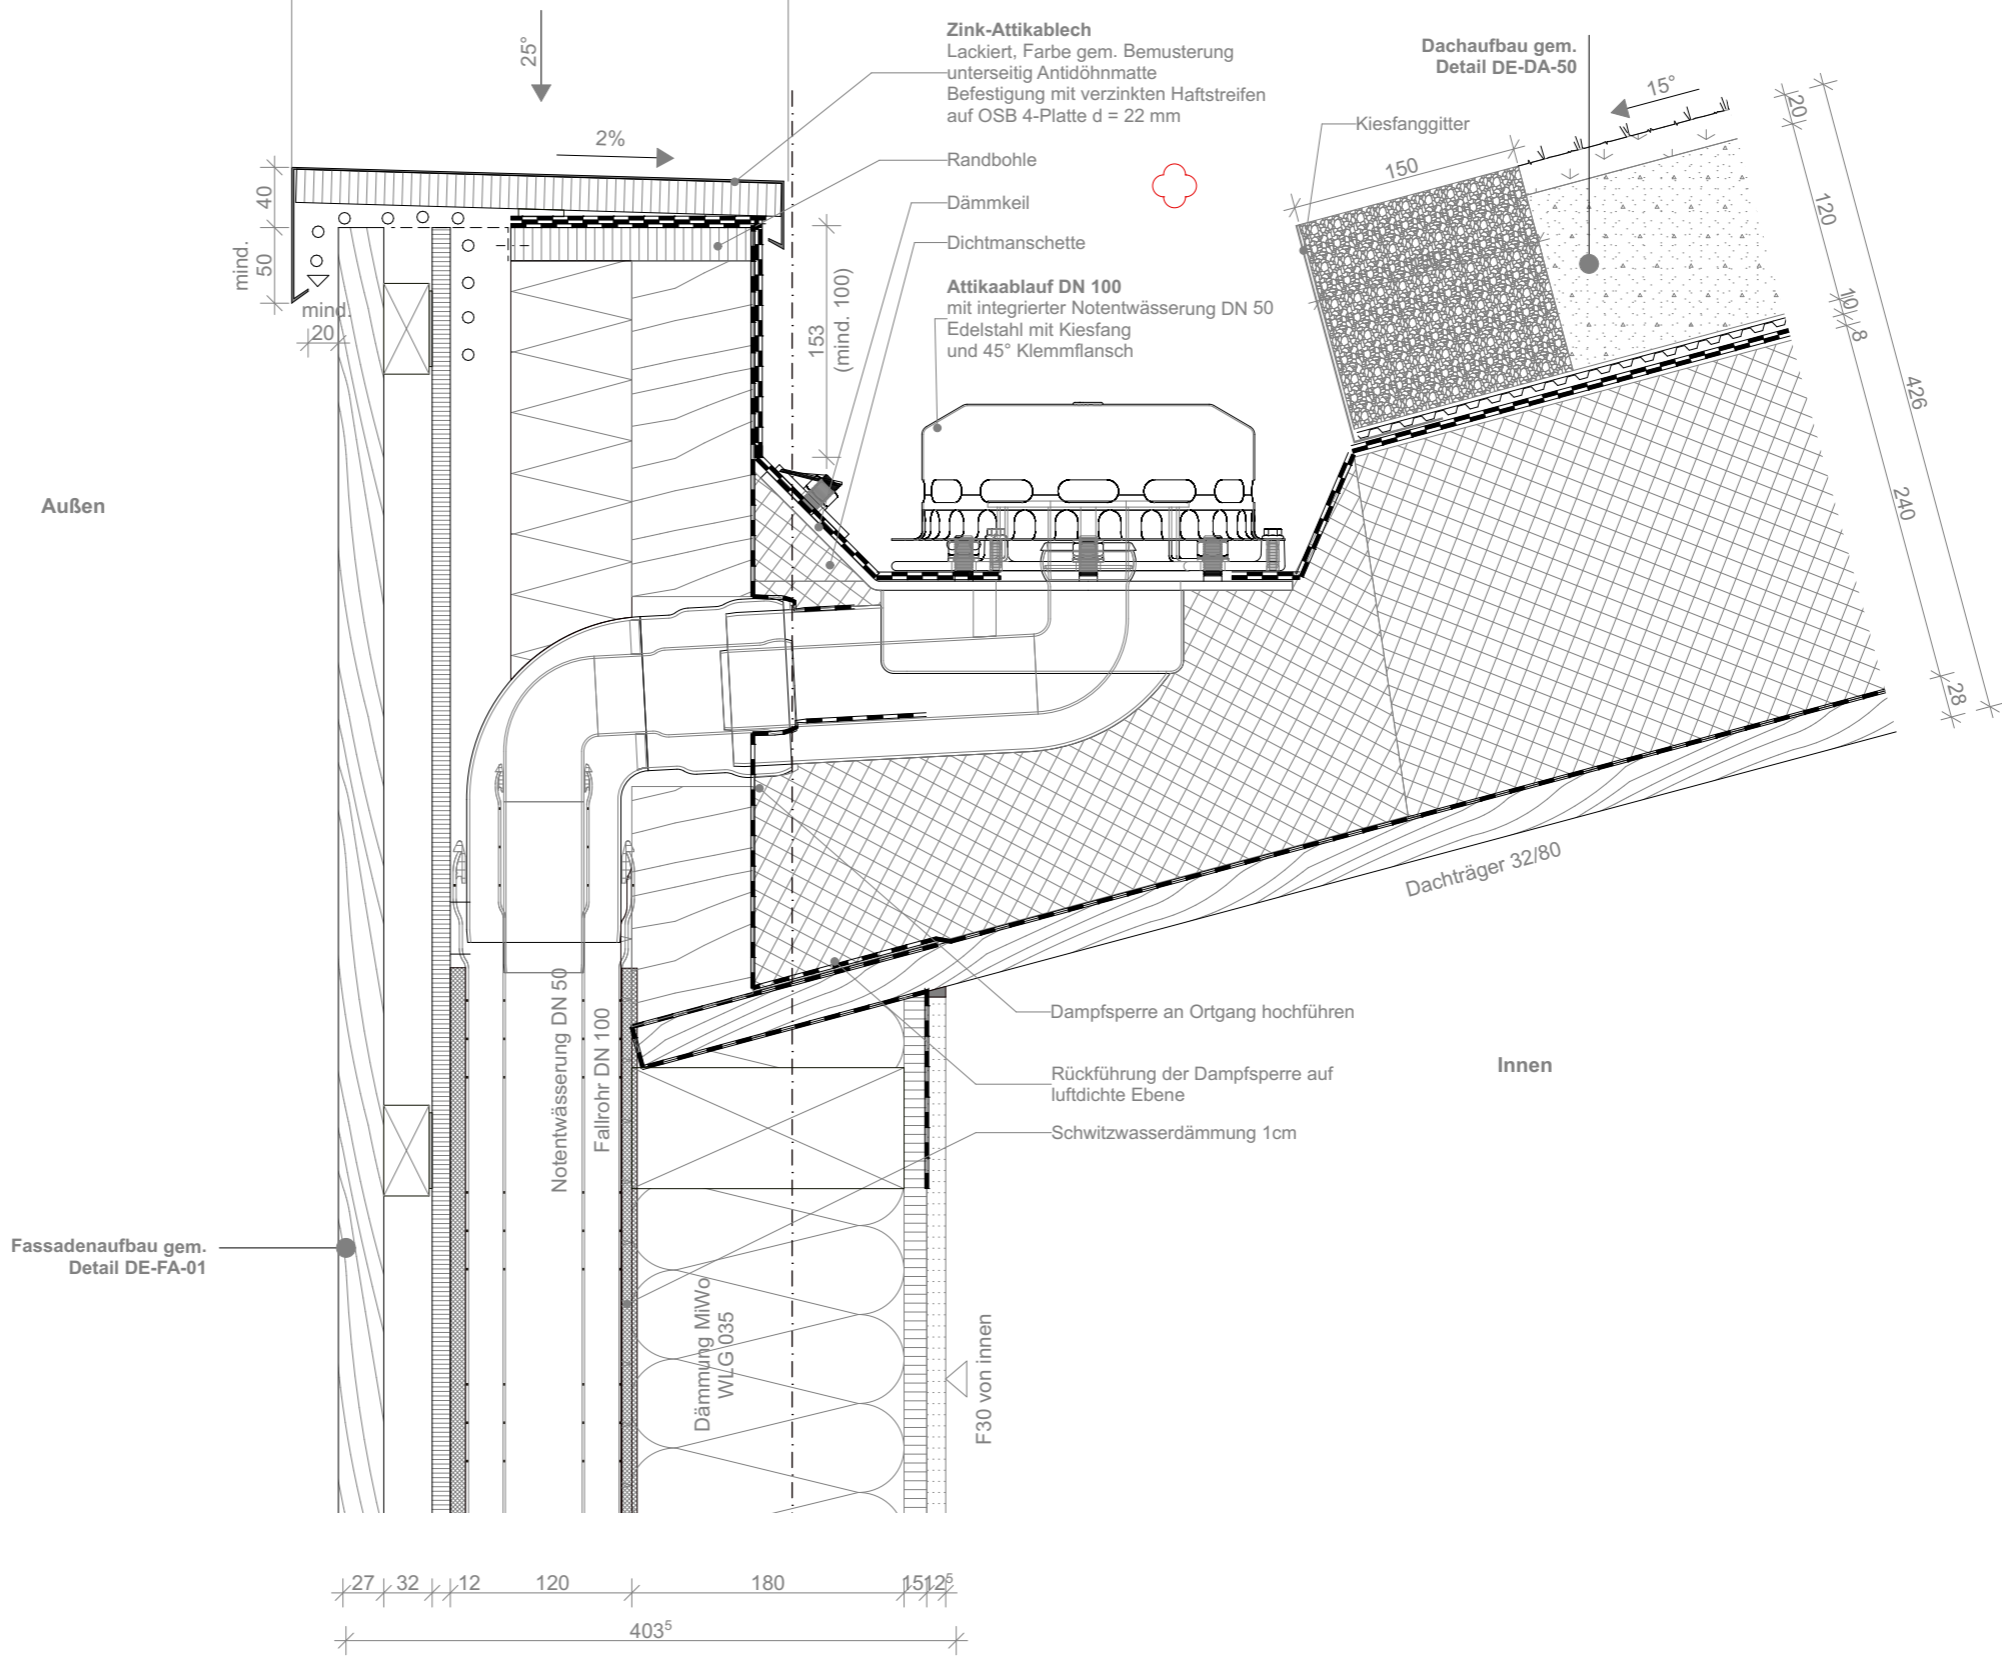 25°
2%
40
mind.
50
mind.
20
153
(mind. 100)
Zink-Attikablech
Lackiert, Farbe gem. Bemusterung
unterseitig Antidöhnmatte
Befestigung mit verzinkten Haftstreifen
auf OSB 4-Platte d = 22 mm
Randbohle
Dämmkeil
Dichtmanschette
Attikaablauf DN 100
mit integrierter Notentwässerung DN 50
Edelstahl mit Kiesfang
und 45° Klemmflansch
Dachaufbau gem.
Detail DE-DA-50
Kiesfanggitter
150
15°
20
120
10
8
426
240
28
Außen
Dachträger 32/80
Dampfsperre an Ortgang hochführen
Rückführung der Dampfsperre auf
luftdichte Ebene
Schwitzwasserdämmung 1cm
Innen
Notentwässerung DN 50
Fallrohr DN 100
Fassadenaufbau gem.
Detail DE-FA-01
Dämmung MiWo
WLG 035
F30 von innen
27 32 12 120 180 15 12⁵
403⁵